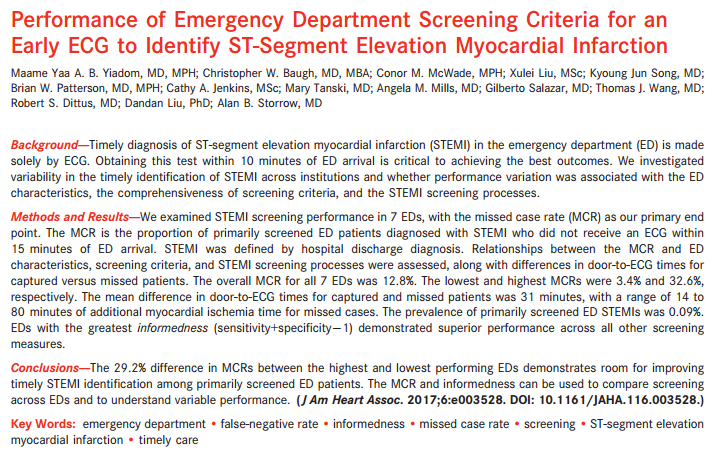 Performance of Emergency Department Screening Criteria for an
Early ECG to Identify ST-Segment Elevation Myocardial Infarction
Maame Yaa A. B. Yiadom, MD, MPH; Christopher W. Baugh, MD, MBA; Conor M. McWade, MPH; Xulei Liu, MSc; Kyoung Jun Song, MD;
Brian W. Patterson, MD, MPH; Cathy A. Jenkins, MSc; Mary Tanski, MD; Angela M. Mills, MD; Gilberto Salazar, MD; Thomas J. Wang, MD;
Robert S. Dittus, MD; Dandan Liu, PhD; Alan B. Storrow, MD
Background—Timely diagnosis of ST-segment elevation myocardial infarction (STEMI) in the emergency department (ED) is made
solely by ECG. Obtaining this test within 10 minutes of ED arrival is critical to achieving the best outcomes. We investigated
variability in the timely identification of STEMI across institutions and whether performance variation was associated with the ED
characteristics, the comprehensiveness of screening criteria, and the STEMI screening processes.
Methods and Results—We examined STEMI screening performance in 7 EDs, with the missed case rate (MCR) as our primary end
point. The MCR is the proportion of primarily screened ED patients diagnosed with STEMI who did not receive an ECG within
15 minutes of ED arrival. STEMI was defined by hospital discharge diagnosis. Relationships between the MCR and ED
characteristics, screening criteria, and STEMI screening processes were assessed, along with differences in door-to-ECG times for
captured versus missed patients. The overall MCR for all 7 EDs was 12.8%. The lowest and highest MCRs were 3.4% and 32.6%,
respectively. The mean difference in door-to-ECG times for captured and missed patients was 31 minutes, with a range of 14 to
80 minutes of additional myocardial ischemia time for missed cases. The prevalence of primarily screened ED STEMIs was 0.09%.
EDs with the greatest informedness (sensitivity+specificity−1) demonstrated superior performance across all other screening
measures.
Conclusions—The 29.2% difference in MCRs between the highest and lowest performing EDs demonstrates room for improving
timely STEMI identification among primarily screened ED patients. The MCR and informedness can be used to compare screening
across EDs and to understand variable performance. (J Am Heart Assoc. 2017;6:e003528. DOI: 10.1161/JAHA.116.003528.)
Key Words: emergency department • false-negative rate • informedness • missed case rate • screening • ST-segment elevation
myocardial infarction • timely care